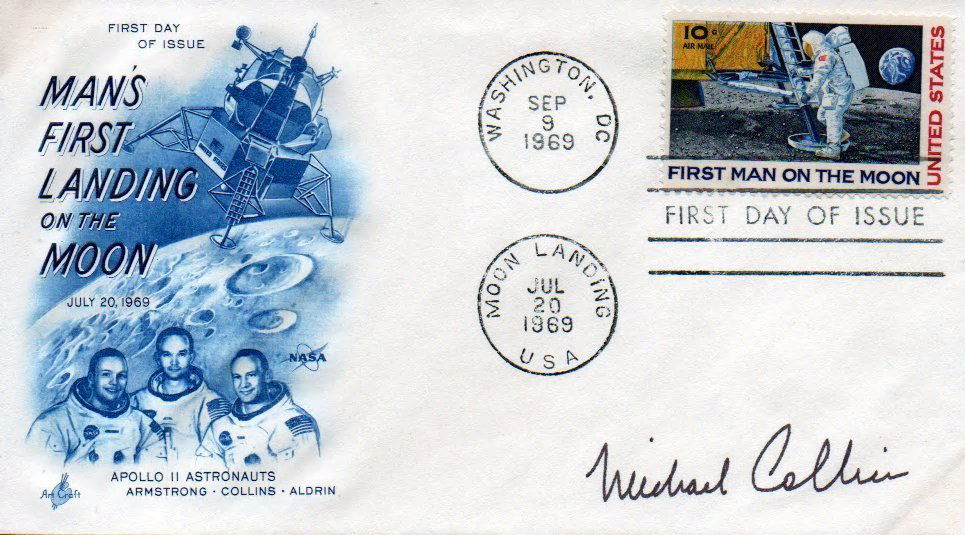 FIRST DAY
OF ISSUE
MAN'S
FIRST
LANDING
ON THE
MOON
JULY 20, 1969
NASA
APOLLO 11 ASTRONAUTS
ARMSTRONG · COLLINS · ALDRIN
Art Craft
WASHINGTON, DC
SEP
9
1969
MOON LANDING
JUL
20
1969
USA
10c
AIR MAIL
UNITED STATES
FIRST MAN ON THE MOON
FIRST DAY OF ISSUE
Michael Collins